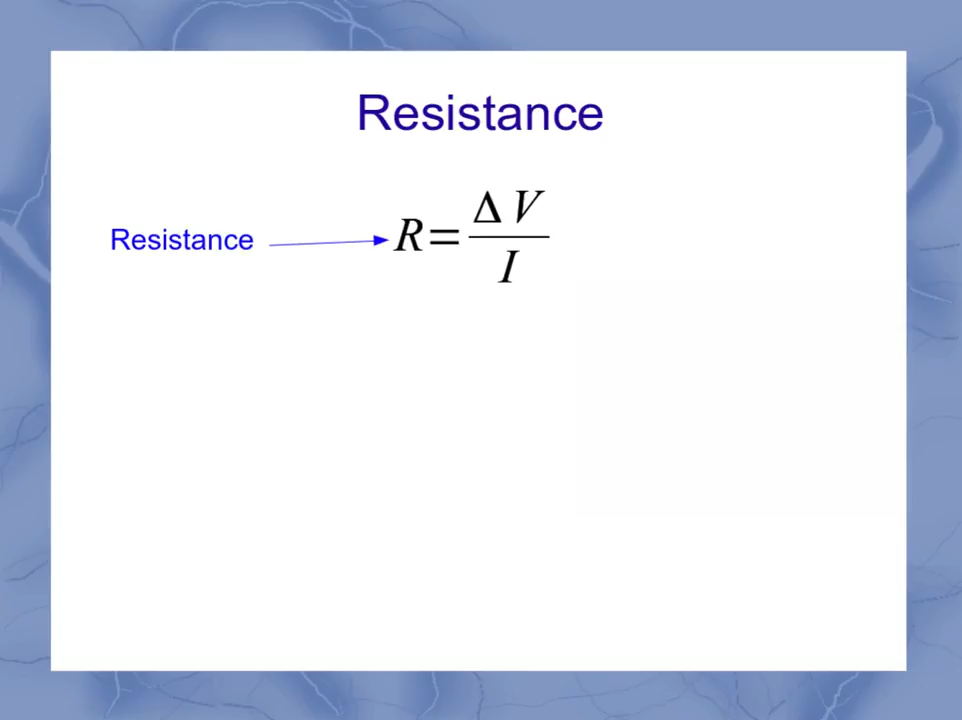 Resistance
Resistance R = ΔV / I